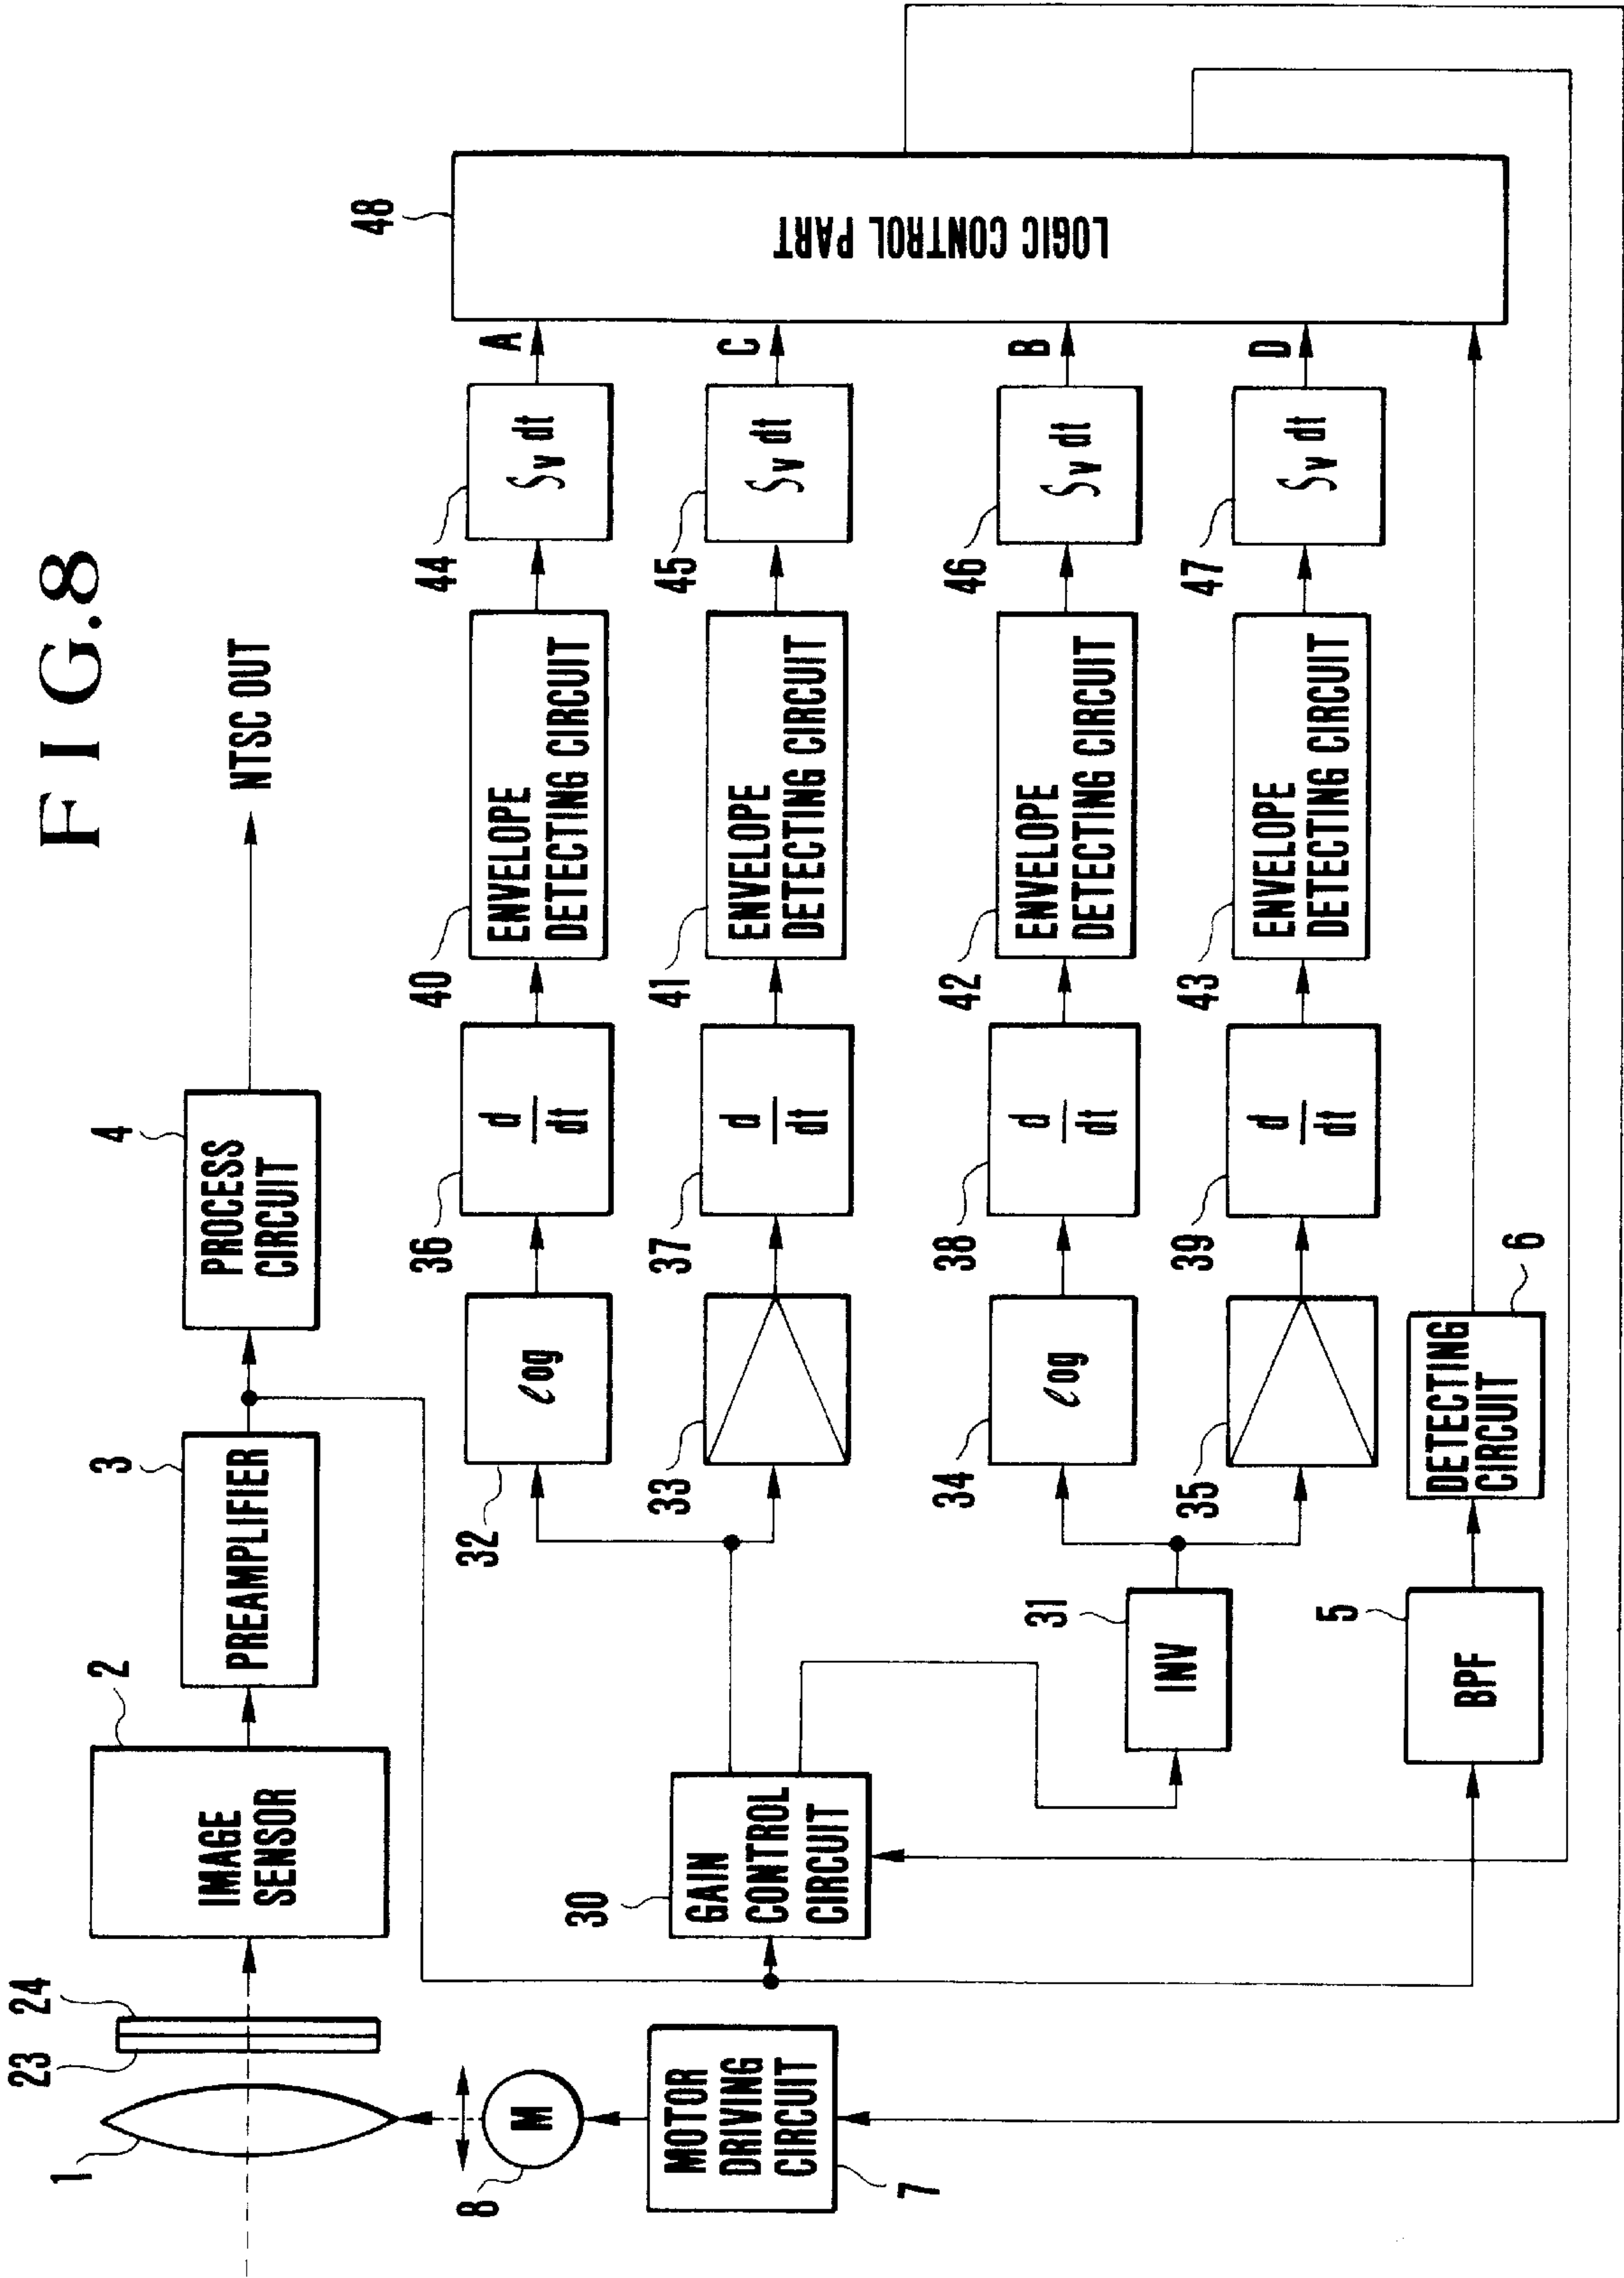 FIG.8
23
24
1
IMAGE
SENSOR
2
PREAMPLIFIER
3
PROCESS
CIRCUIT
4
NTSC OUT
M
8
MOTOR
DRIVING
CIRCUIT
7
GAIN
CONTROL
CIRCUIT
30
INV
31
BPF
5
DETECTING
CIRCUIT
6
log
32
d
dt
36
ENVELOPE
DETECTING CIRCUIT
40
∫v dt
44
A
33
d
dt
37
ENVELOPE
DETECTING CIRCUIT
41
∫v dt
45
C
log
34
d
dt
38
ENVELOPE
DETECTING CIRCUIT
42
∫v dt
46
B
35
d
dt
39
ENVELOPE
DETECTING CIRCUIT
43
∫v dt
47
D
LOGIC CONTROL PART
48